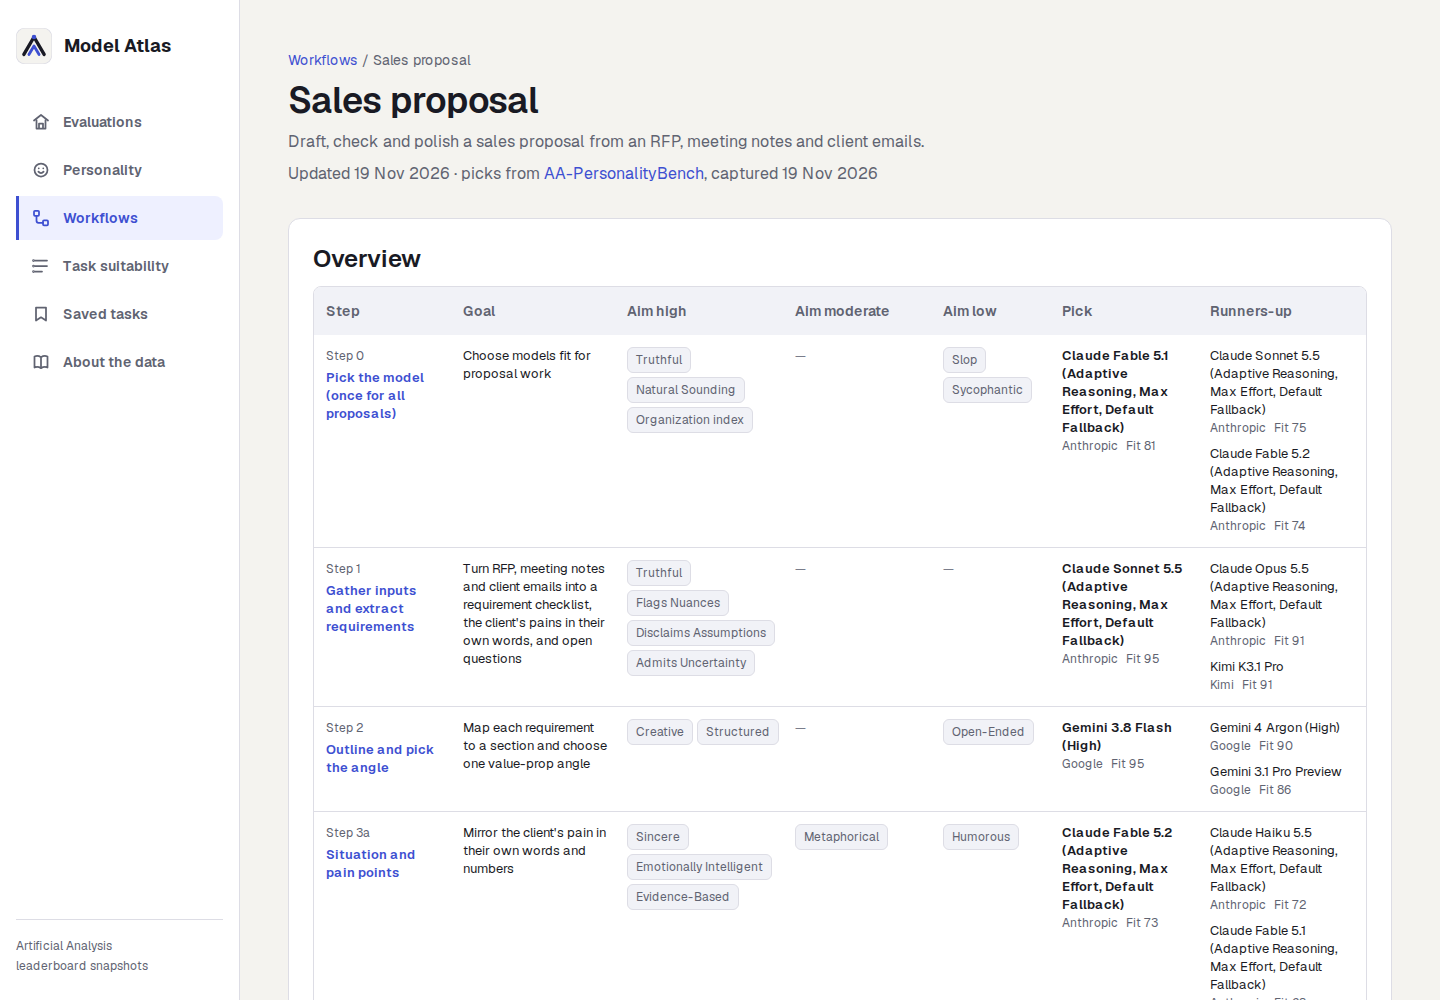 Model Atlas
Evaluations
Personality
Workflows
Task suitability
Saved tasks
About the data
Artificial Analysis
leaderboard snapshots
Workflows / Sales proposal
Sales proposal
Draft, check and polish a sales proposal from an RFP, meeting notes and client emails.
Updated 19 Nov 2026 · picks from AA-PersonalityBench, captured 19 Nov 2026
Overview
Step Goal Aim high Aim moderate Aim low Pick Runners-up
Step 0
Pick the model
(once for all
proposals)
Choose models fit for
proposal work
Truthful
Natural Sounding
Organization index
—
Slop
Sycophantic
Claude Fable 5.1
(Adaptive
Reasoning, Max
Effort, Default
Fallback)
Anthropic Fit 81
Claude Sonnet 5.5
(Adaptive Reasoning,
Max Effort, Default
Fallback)
Anthropic Fit 75
Claude Fable 5.2
(Adaptive Reasoning,
Max Effort, Default
Fallback)
Anthropic Fit 74
Step 1
Gather inputs
and extract
requirements
Turn RFP, meeting notes
and client emails into a
requirement checklist,
the client's pains in their
own words, and open
questions
Truthful
Flags Nuances
Disclaims Assumptions
Admits Uncertainty
—
—
Claude Sonnet 5.5
(Adaptive
Reasoning, Max
Effort, Default
Fallback)
Anthropic Fit 95
Claude Opus 5.5
(Adaptive Reasoning,
Max Effort, Default
Fallback)
Anthropic Fit 91
Kimi K3.1 Pro
Kimi Fit 91
Step 2
Outline and pick
the angle
Map each requirement
to a section and choose
one value-prop angle
Creative Structured
—
Open-Ended
Gemini 3.8 Flash
(High)
Google Fit 95
Gemini 4 Argon (High)
Google Fit 90
Gemini 3.1 Pro Preview
Google Fit 86
Step 3a
Situation and
pain points
Mirror the client's pain in
their own words and
numbers
Sincere
Emotionally Intelligent
Evidence-Based
Metaphorical
Humorous
Claude Fable 5.2
(Adaptive
Reasoning, Max
Effort, Default
Fallback)
Anthropic Fit 73
Claude Haiku 5.5
(Adaptive Reasoning,
Max Effort, Default
Fallback)
Anthropic Fit 72
Claude Fable 5.1
(Adaptive Reasoning,
Max Effort, Default
Fallback)